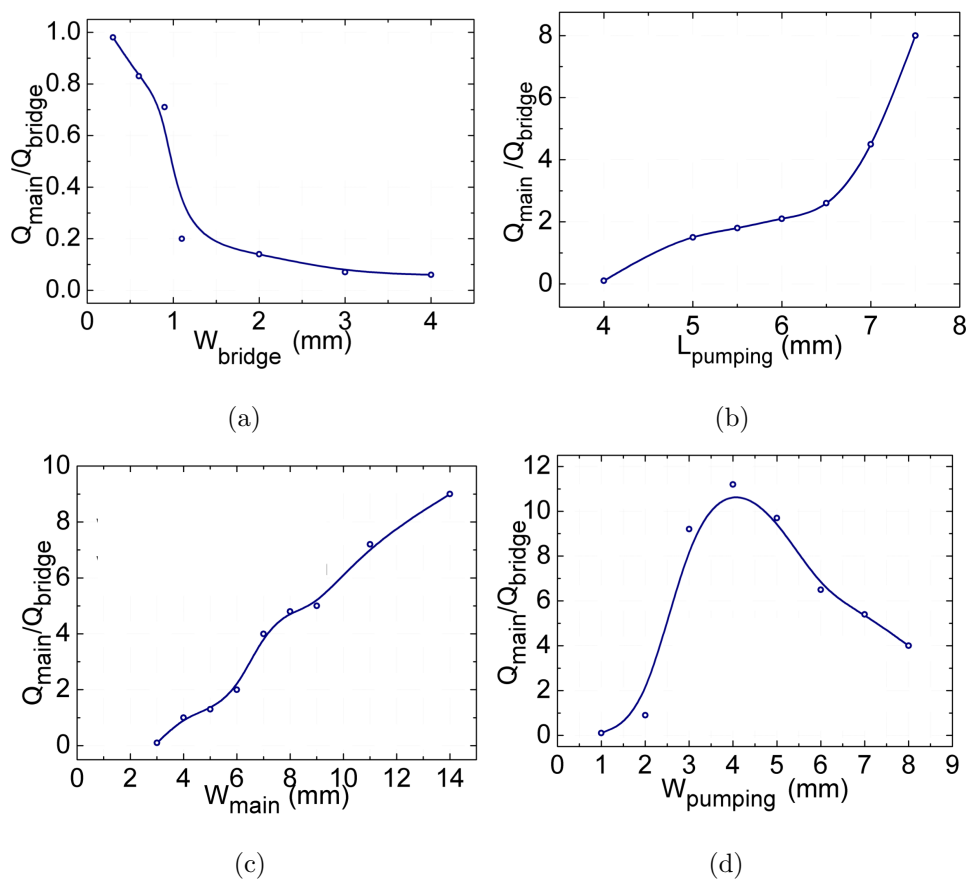 1.0
0.8
0.6
0.4
0.2
0.0
Q_main/Q_bridge
0 1 2 3 4
W_bridge (mm)
(a)
8
6
4
2
0
Q_main /Q_bridge
4 5 6 7 8
L_pumping (mm)
(b)
10
8
6
4
2
0
Q_main/Q_bridge
0 2 4 6 8 10 12 14
W_main (mm)
(c)
12
10
8
6
4
2
0
Q_main/Q_bridge
0 1 2 3 4 5 6 7 8 9
W_pumping (mm)
(d)